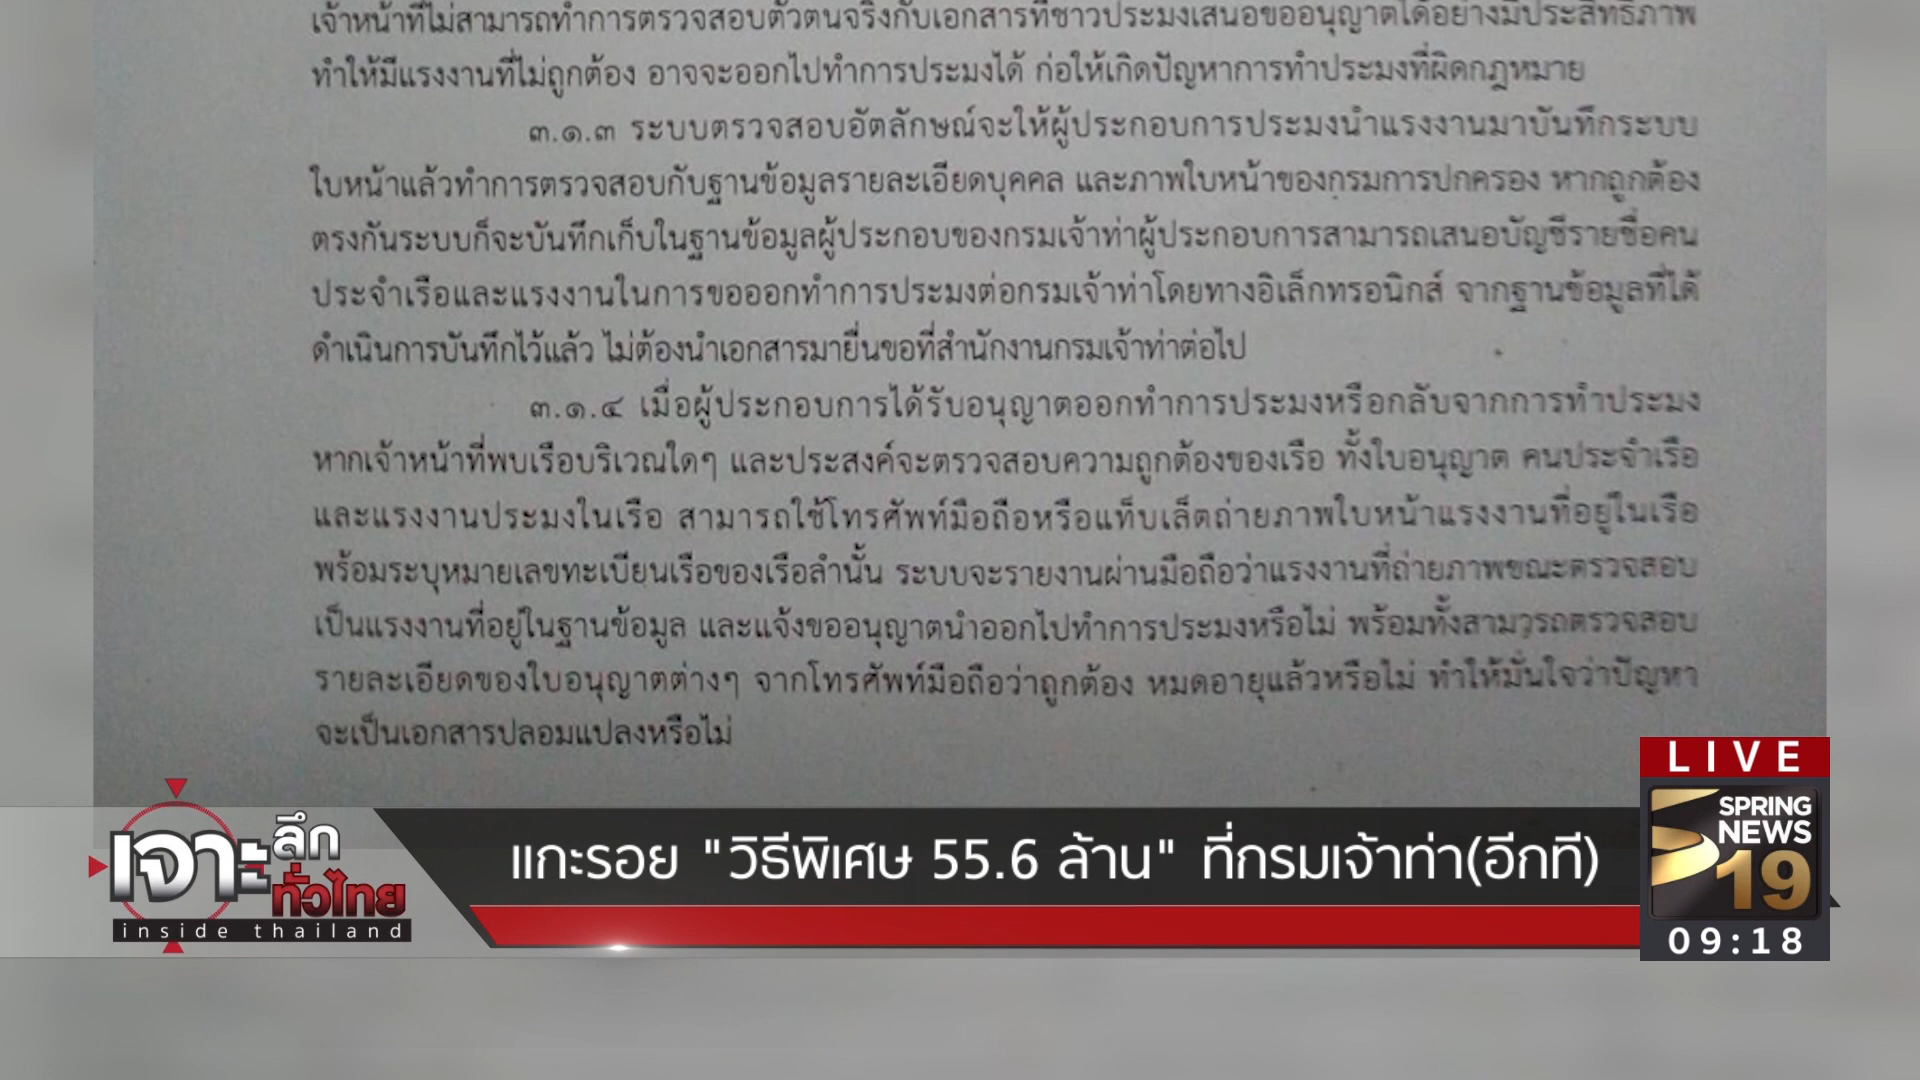 เจ้าหน้าที่ไม่สามารถทำการตรวจสอบตัวตนจริงกับเอกสารที่ชาวประมงเสนอขออนุญาตได้อย่างมีประสิทธิภาพ
ทำให้มีแรงงานที่ไม่ถูกต้อง อาจจะออกไปทำการประมงได้ ก่อให้เกิดปัญหาการทำประมงที่ผิดกฎหมาย
๓.๑.๓ ระบบตรวจสอบอัตลักษณ์จะให้ผู้ประกอบการประมงนำแรงงานมาบันทึกระบบ
ใบหน้าแล้วทำการตรวจสอบกับฐานข้อมูลรายละเอียดบุคคล และภาพใบหน้าของกรมการปกครอง หากถูกต้อง
ตรงกันระบบก็จะบันทึกเก็บในฐานข้อมูลผู้ประกอบของกรมเจ้าท่าผู้ประกอบการสามารถเสนอบัญชีรายชื่อคน
ประจำเรือและแรงงานในการขอออกทำการประมงต่อกรมเจ้าท่าโดยทางอิเล็กทรอนิกส์ จากฐานข้อมูลที่ได้
ดำเนินการบันทึกไว้แล้ว ไม่ต้องนำเอกสารมายื่นขอที่สำนักงานกรมเจ้าท่าต่อไป
๓.๑.๔ เมื่อผู้ประกอบการได้รับอนุญาตออกทำการประมงหรือกลับจากการทำประมง
หากเจ้าหน้าที่พบเรือบริเวณใดๆ และประสงค์จะตรวจสอบความถูกต้องของเรือ ทั้งใบอนุญาต คนประจำเรือ
และแรงงานประมงในเรือ สามารถใช้โทรศัพท์มือถือหรือแท็บเล็ตถ่ายภาพใบหน้าแรงงานที่อยู่ในเรือ
พร้อมระบุหมายเลขทะเบียนเรือของเรือลำนั้น ระบบจะรายงานผ่านมือถือว่าแรงงานที่ถ่ายภาพขณะตรวจสอบ
เป็นแรงงานที่อยู่ในฐานข้อมูล และแจ้งขออนุญาตนำออกไปทำการประมงหรือไม่ พร้อมทั้งสามารถตรวจสอบ
รายละเอียดของใบอนุญาตต่างๆ จากโทรศัพท์มือถือว่าถูกต้อง หมดอายุแล้วหรือไม่ ทำให้มั่นใจว่าปัญหา
จะเป็นเอกสารปลอมแปลงหรือไม่
LIVE
SPRING
NEWS
19
09:18
เจาะลึก
ทั่วไทย
inside thailand
แกะรอย "วิธีพิเศษ 55.6 ล้าน" ที่กรมเจ้าท่า(อีกที)